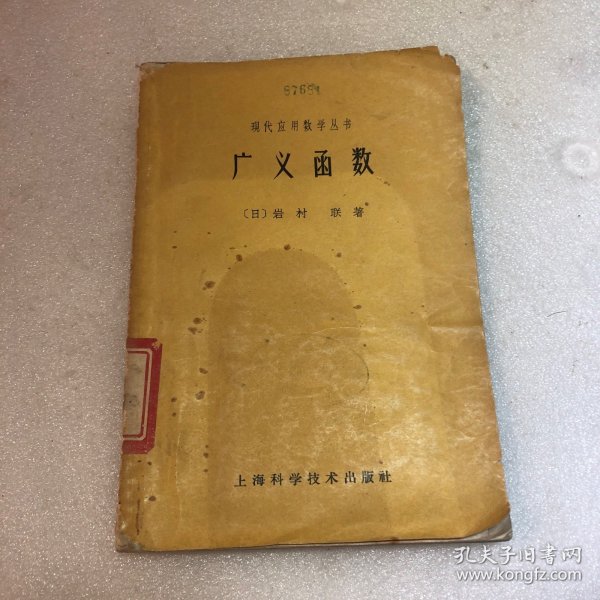 87681
现代应用数学丛书
广义函数
〔日〕岩村 联著
上海科学技术出版社
孔夫子旧书网
www.kongfz.com